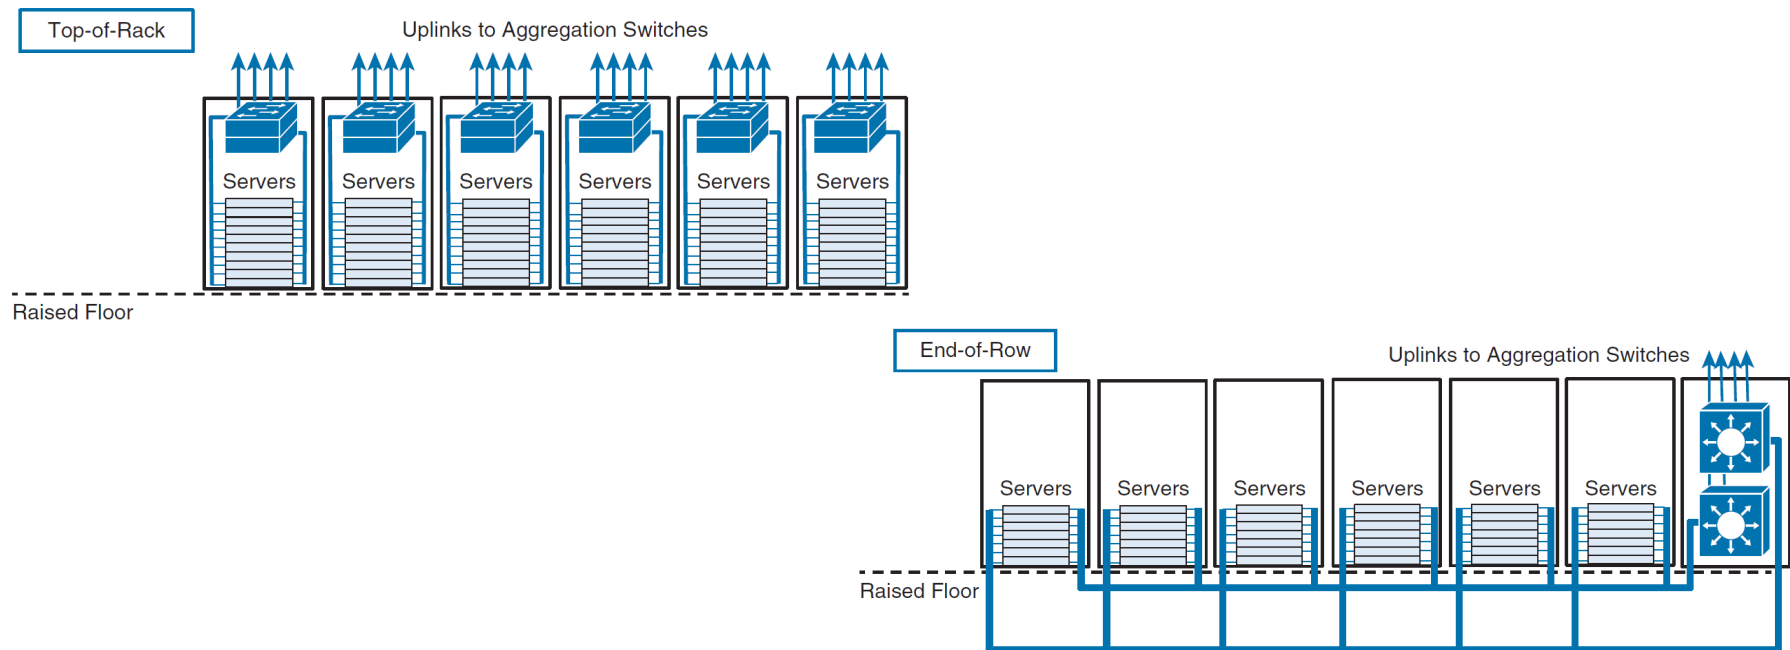 Top-of-Rack
Uplinks to Aggregation Switches
Servers
Servers
Servers
Servers
Servers
Servers
Raised Floor
End-of-Row
Uplinks to Aggregation Switches
Servers
Servers
Servers
Servers
Servers
Servers
Raised Floor